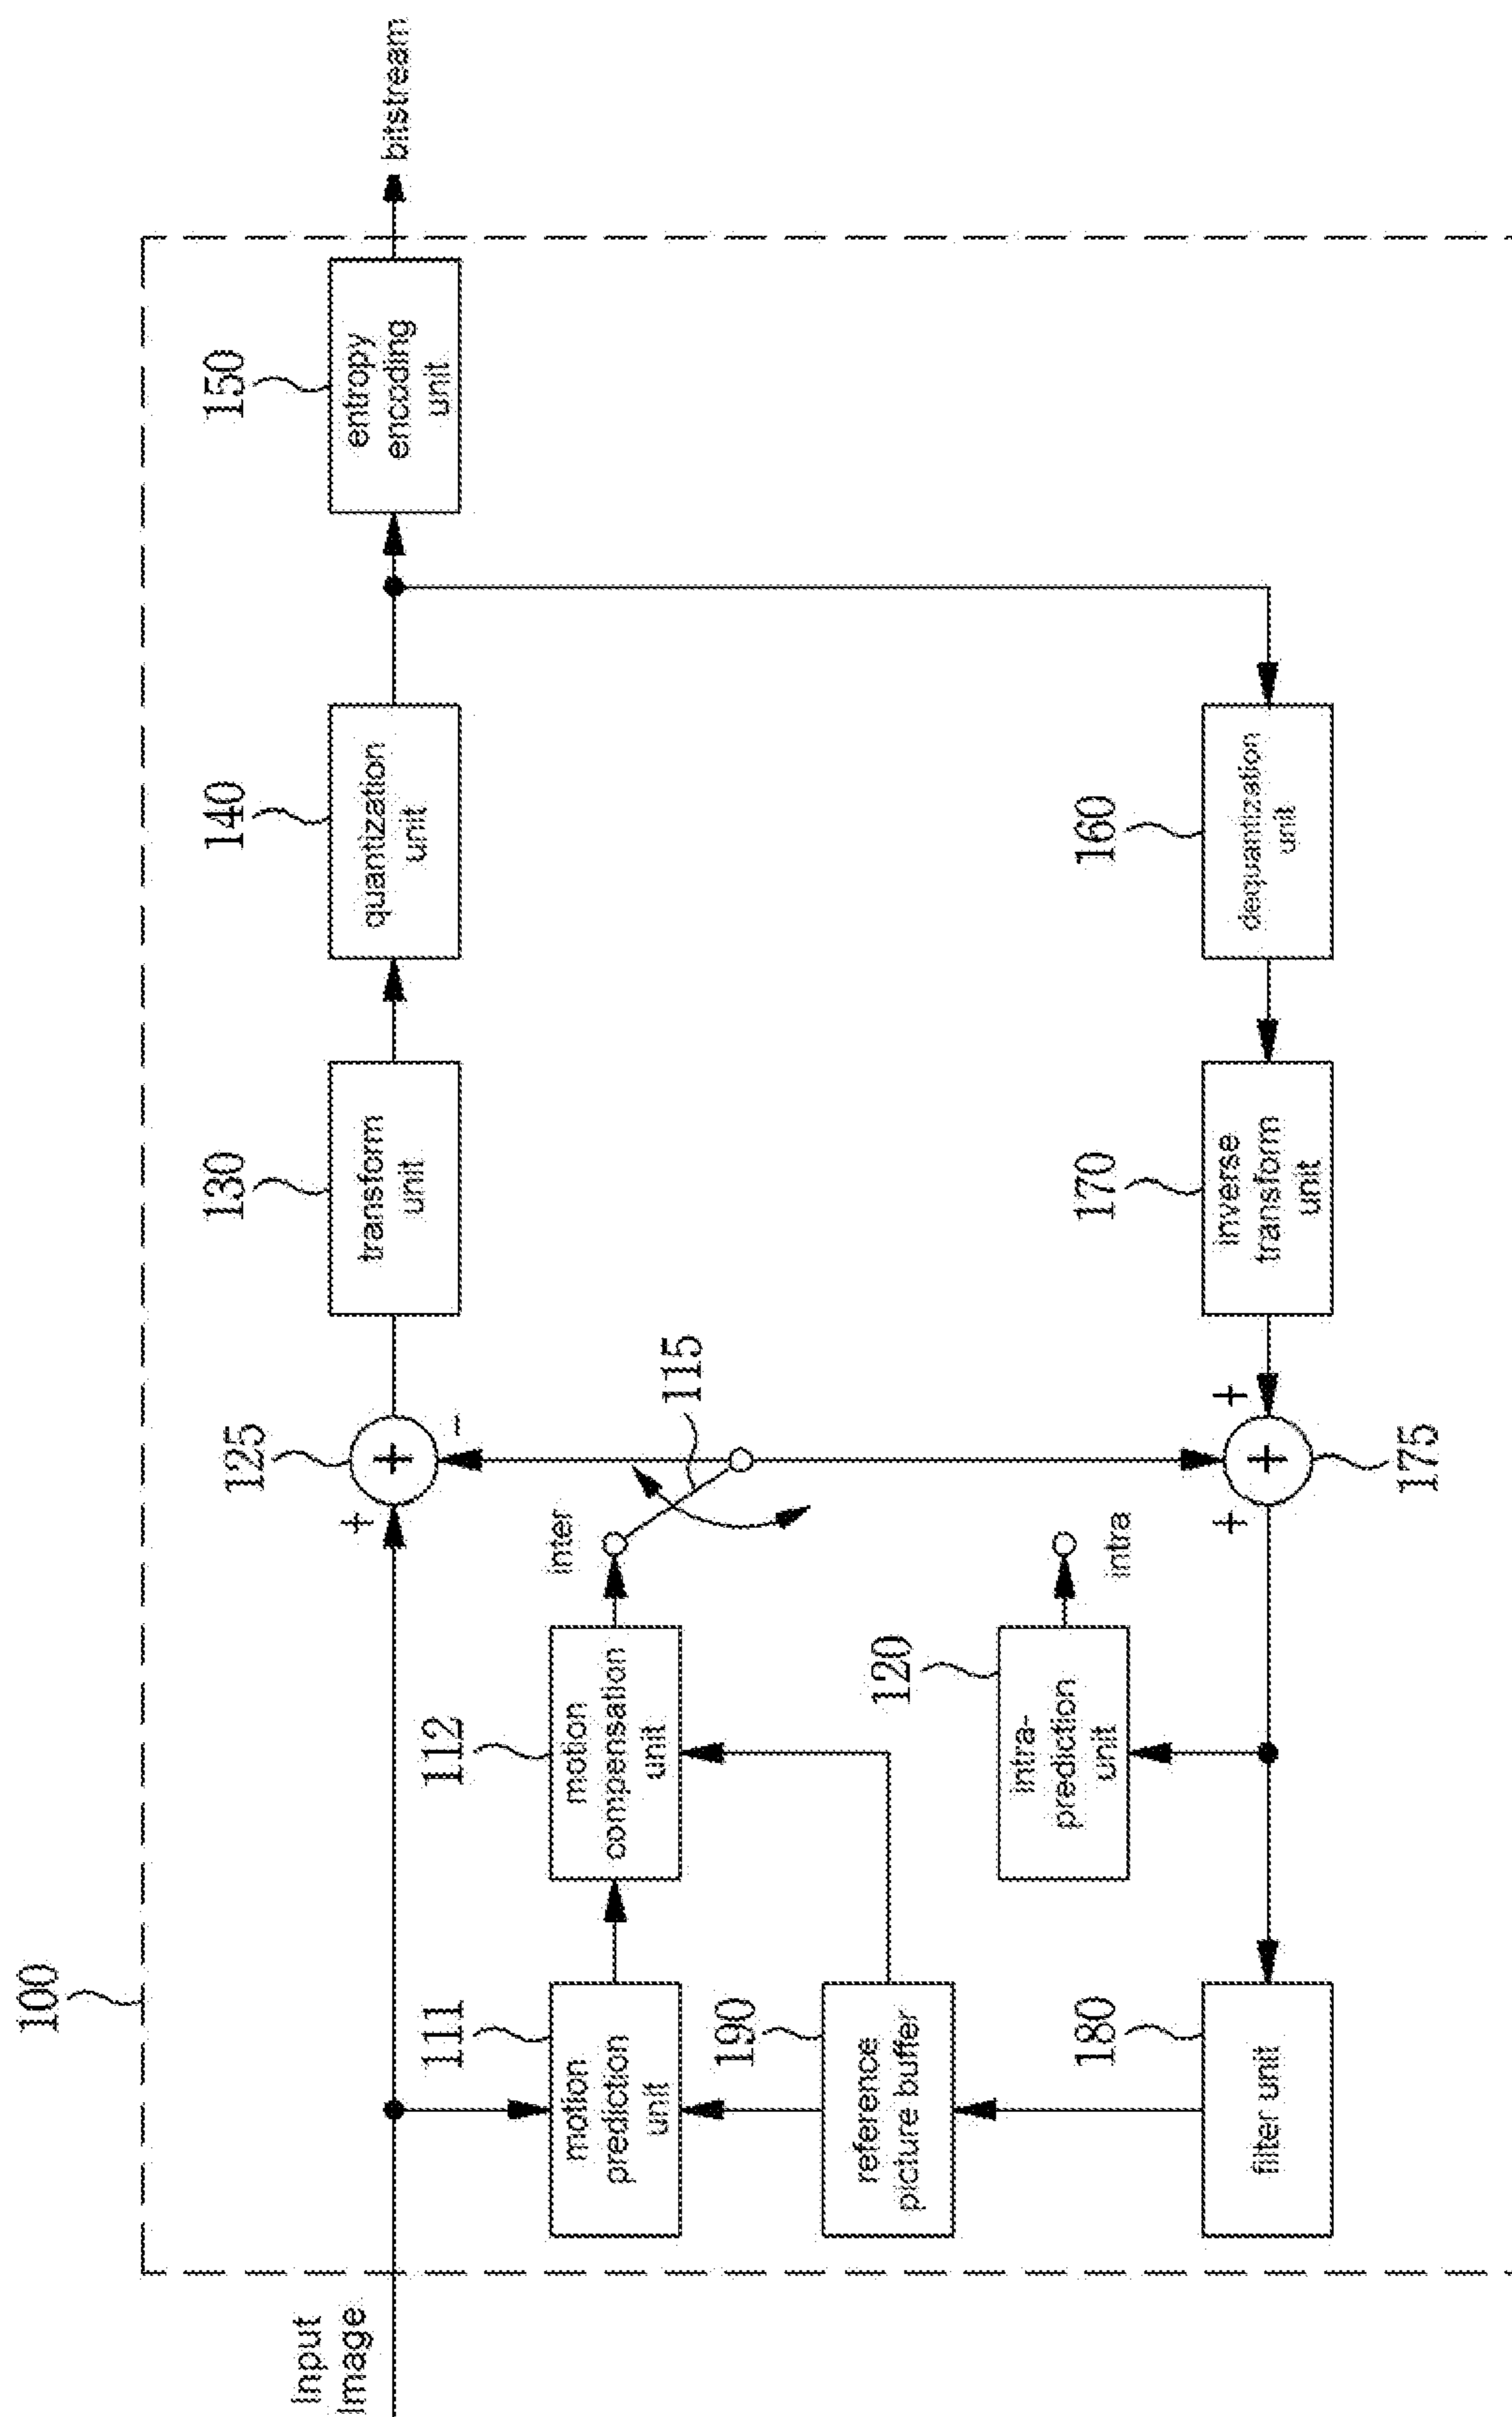 100
Input
Image
+
125
+
-
130
transform
unit
140
quantization
unit
150
entropy
encoding
unit
bitstream
111
motion
prediction
unit
112
motion
compensation
unit
inter
115
190
reference
picture buffer
120
intra-
prediction
unit
intra
180
filter unit
+
+
+
175
170
inverse
transform
unit
160
dequantization
unit